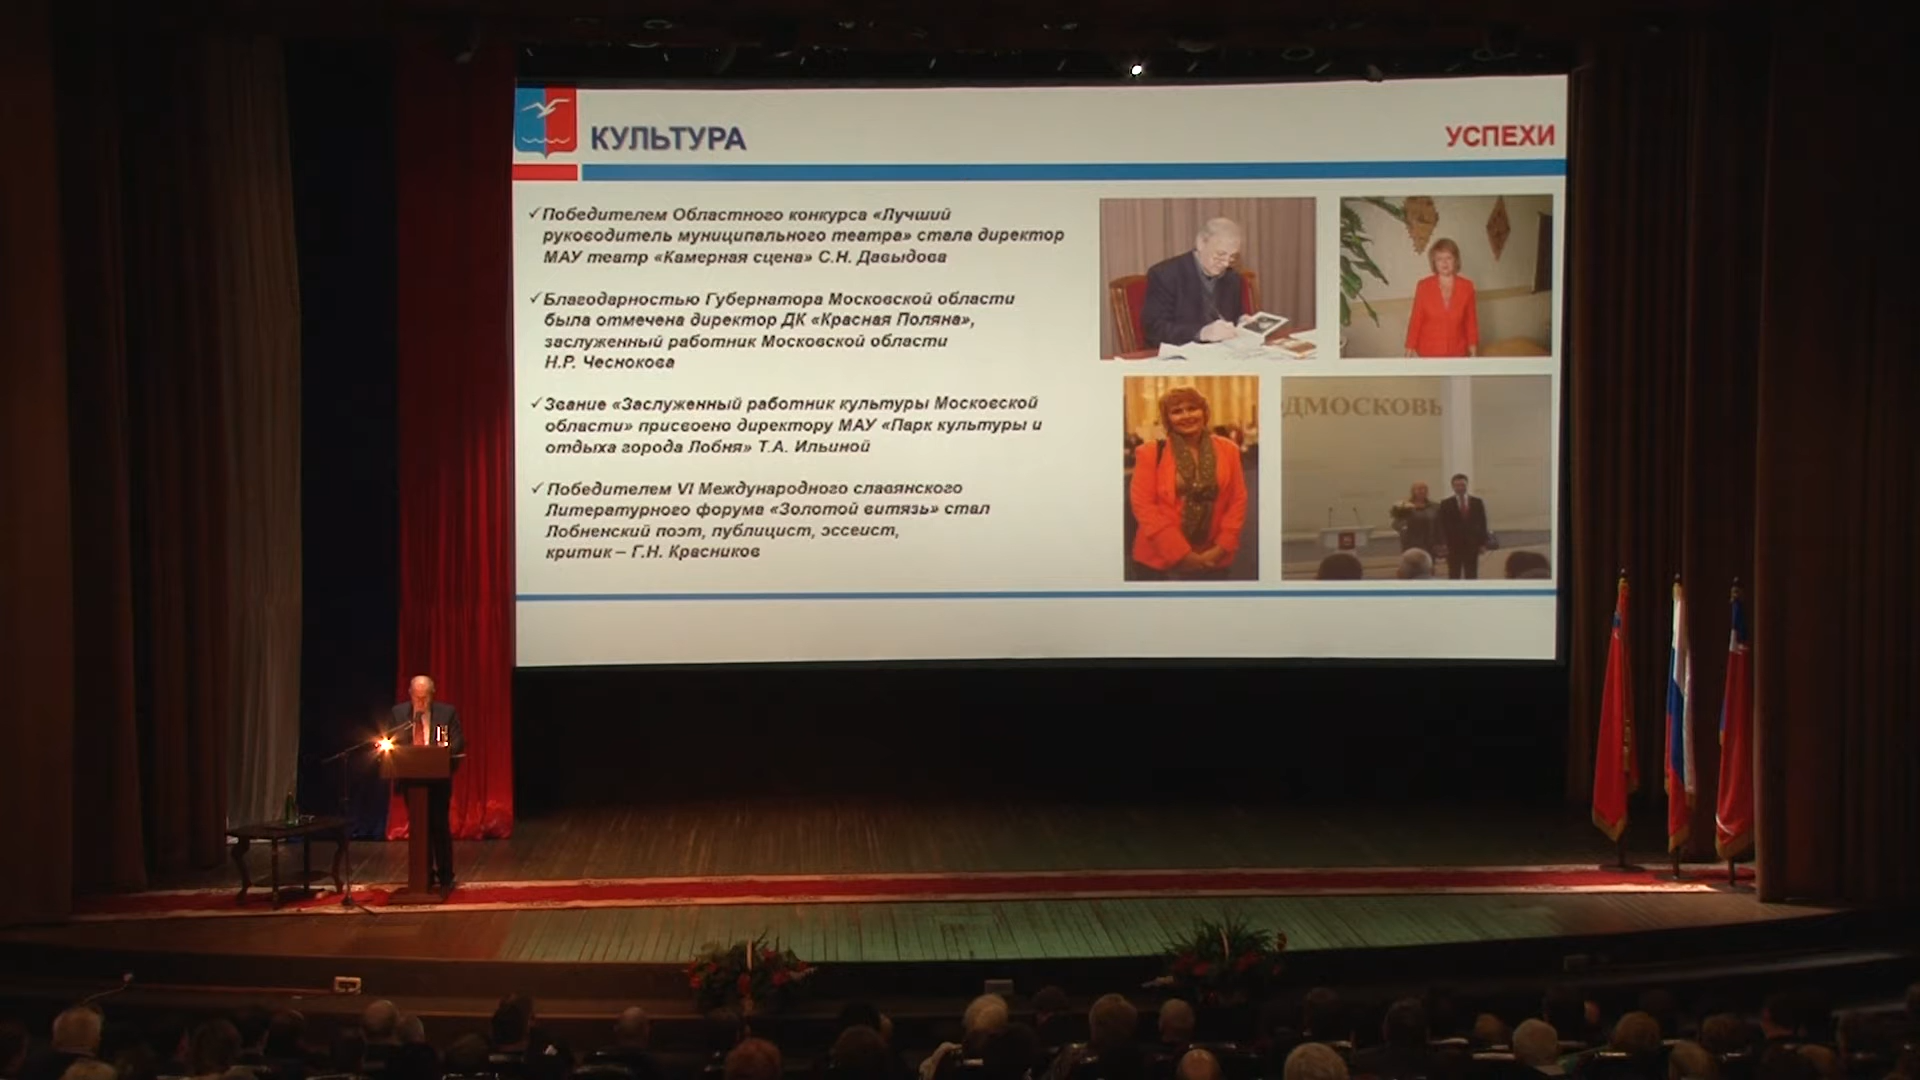 КУЛЬТУРА
УСПЕХИ
Победителем Областного конкурса «Лучший
руководитель муниципального театра» стала директор
МАУ театр «Камерная сцена» С.Н. Давыдова
Благодарностью Губернатора Московской области
была отмечена директор ДК «Красная Поляна»,
заслуженный работник Московской области
Н.Р. Чеснокова
Звание «Заслуженный работник культуры Московской
области» присвоено директору МАУ «Парк культуры и
отдыха города Лобня» Т.А. Ильиной
Победителем VI Международного славянского
Литературного форума «Золотой витязь» стал
Лобненский поэт, публицист, эссеист,
критик – Г.Н. Красников
ДМОСКОВЬ